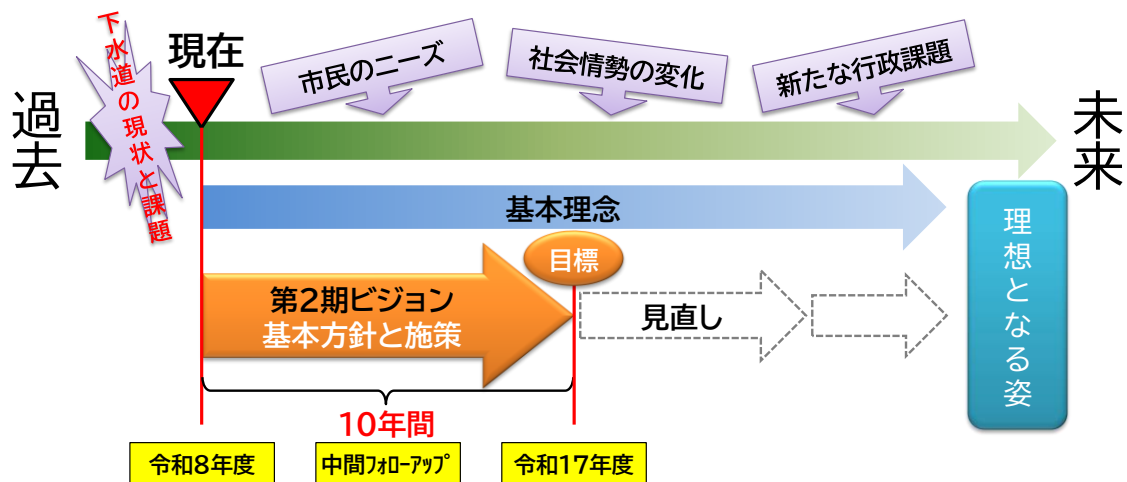 下水道の現状と課題
現在
市民のニーズ
社会情勢の変化
新たな行政課題
過去
未来
基本理念
理想となる姿
目標
第2期ビジョン
基本方針と施策
見直し
10年間
令和8年度
中間ﾌｫﾛｰｱｯﾌﾟ
令和17年度